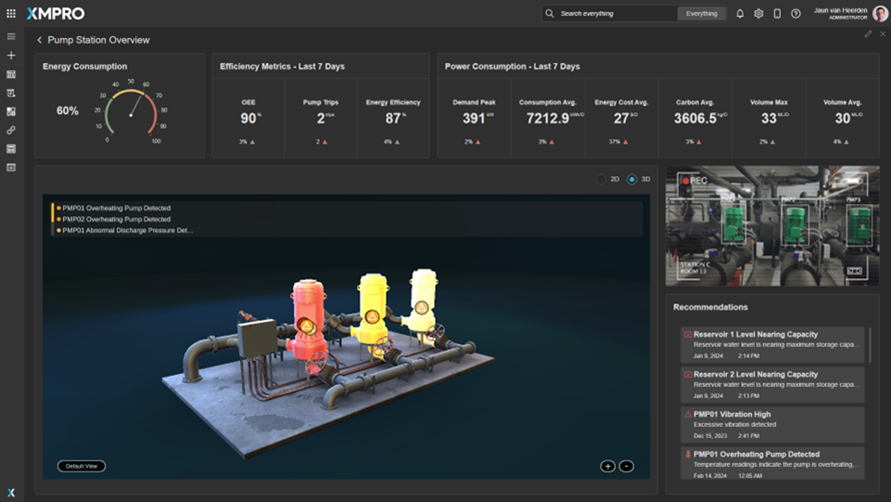 XMPRO
Search everything
Everything
Jaun van Heerden
ADMINISTRATOR
Pump Station Overview
Energy Consumption
60%
0
10
20
30
40
50
60
70
80
90
100
Efficiency Metrics - Last 7 Days
OEE
90 %
3%
Pump Trips
2
2
Energy Efficiency
87 %
4%
Power Consumption - Last 7 Days
Demand Peak
391 kW
2%
Consumption Avg.
7212.9
3%
Energy Cost Avg.
27
37%
Carbon Avg.
3606.5
3%
Volume Max
33
2%
Volume Avg.
30
4%
2D
3D
PMP01 Overheating Pump Detected
PMP02 Overheating Pump Detected
PMP01 Abnormal Discharge Pressure Det...
Default View
REC
PMP2
PMP3
STATION C
ROOM 13
Recommendations
Reservoir 1 Level Nearing Capacity
Reservoir water level is nearing maximum storage capa...
Jan 9, 2024 2:14 PM
Reservoir 2 Level Nearing Capacity
Reservoir water level is nearing maximum storage capa...
Jan 9, 2024 2:13 PM
PMP01 Vibration High
Excessive vibration detected
Dec 15, 2023 2:41 PM
PMP01 Overheating Pump Detected
Temperature readings indicate the pump is overheating,...
Feb 14, 2024 12:05 AM